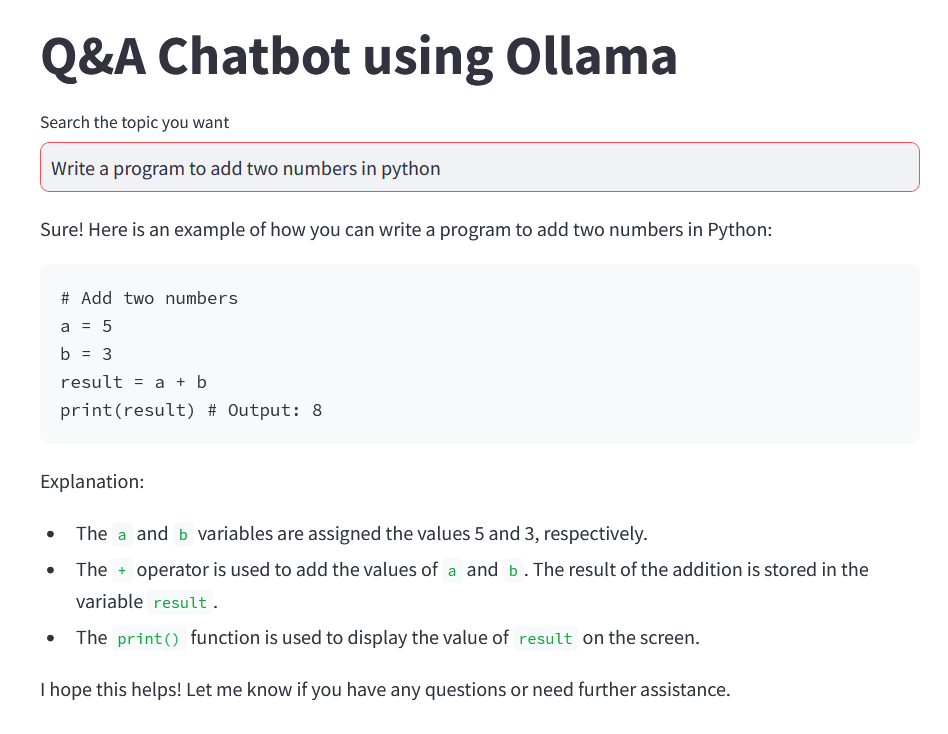 Q&A Chatbot using Ollama
Search the topic you want
Write a program to add two numbers in python
Sure! Here is an example of how you can write a program to add two numbers in Python:
# Add two numbers
a = 5
b = 3
result = a + b
print(result) # Output: 8
Explanation:
• The a and b variables are assigned the values 5 and 3, respectively.
• The + operator is used to add the values of a and b. The result of the addition is stored in the
variable result.
• The print() function is used to display the value of result on the screen.
I hope this helps! Let me know if you have any questions or need further assistance.